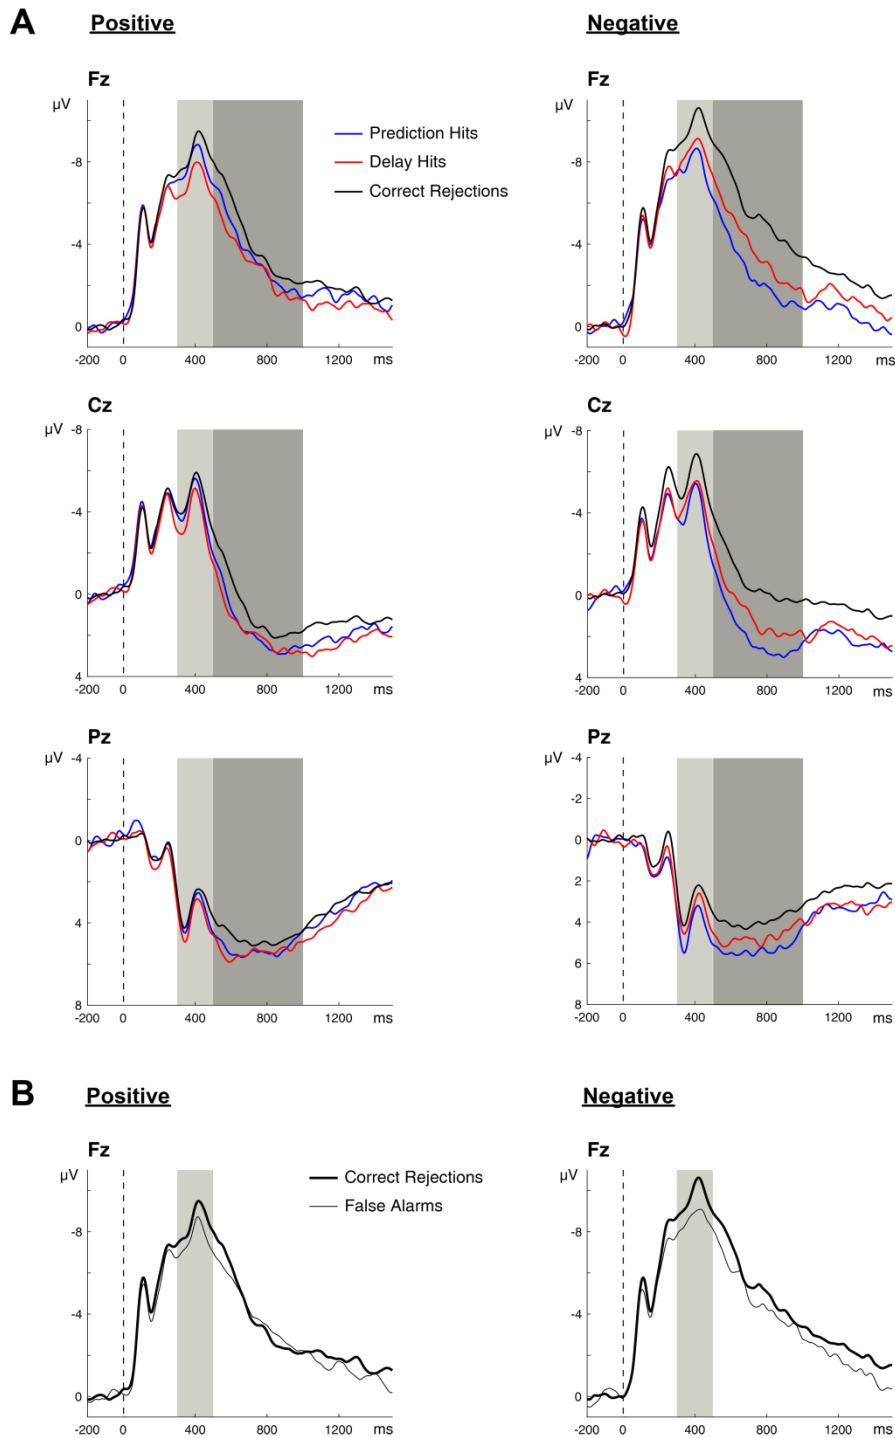 A Positive Negative
Fz Fz
µV µV
Prediction Hits
-8 -8
Delay Hits
Correct Rejections
-4 -4
0 0
-200 0 400 800 1200 ms -200 0 400 800 1200 ms
Cz Cz
µV -8 µV -8
-4 -4
0 0
4 4
-200 0 400 800 1200 ms -200 0 400 800 1200 ms
Pz Pz
µV -4 µV -4
-2
0 0
2
4 4
6
8 8
-200 0 400 800 1200 ms -200 0 400 800 1200 ms
B Positive Negative
Fz Fz
µV µV
Correct Rejections
False Alarms
-8 -8
-4 -4
0 0
-200 0 400 800 1200 ms -200 0 400 800 1200 ms